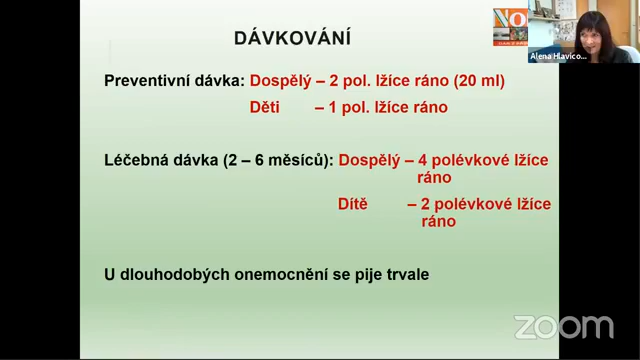 DÁVKOVÁNÍ
Preventivní dávka: Dospělý – 2 pol. lžíce ráno (20 ml)
Děti – 1 pol. lžíce ráno
Léčebná dávka (2 – 6 měsíců): Dospělý – 4 polévkové lžíce
ráno
Dítě – 2 polévkové lžíce
ráno
U dlouhodobých onemocnění se pije trvale
Alena Hlavico...
zoom